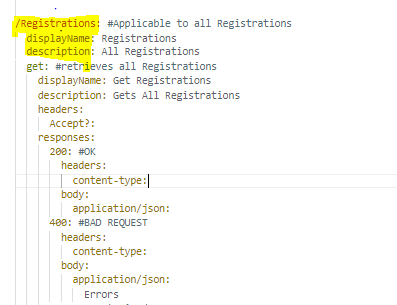 /Registrations: #Applicable to all Registrations
displayName: Registrations
description: All Registrations
get: #retrieves all Registrations
displayName: Get Registrations
description: Gets All Registrations
headers:
Accept?:
responses:
200: #OK
headers:
content-type:
body:
application/json:
400: #BAD REQUEST
headers:
content-type:
body:
application/json:
Errors